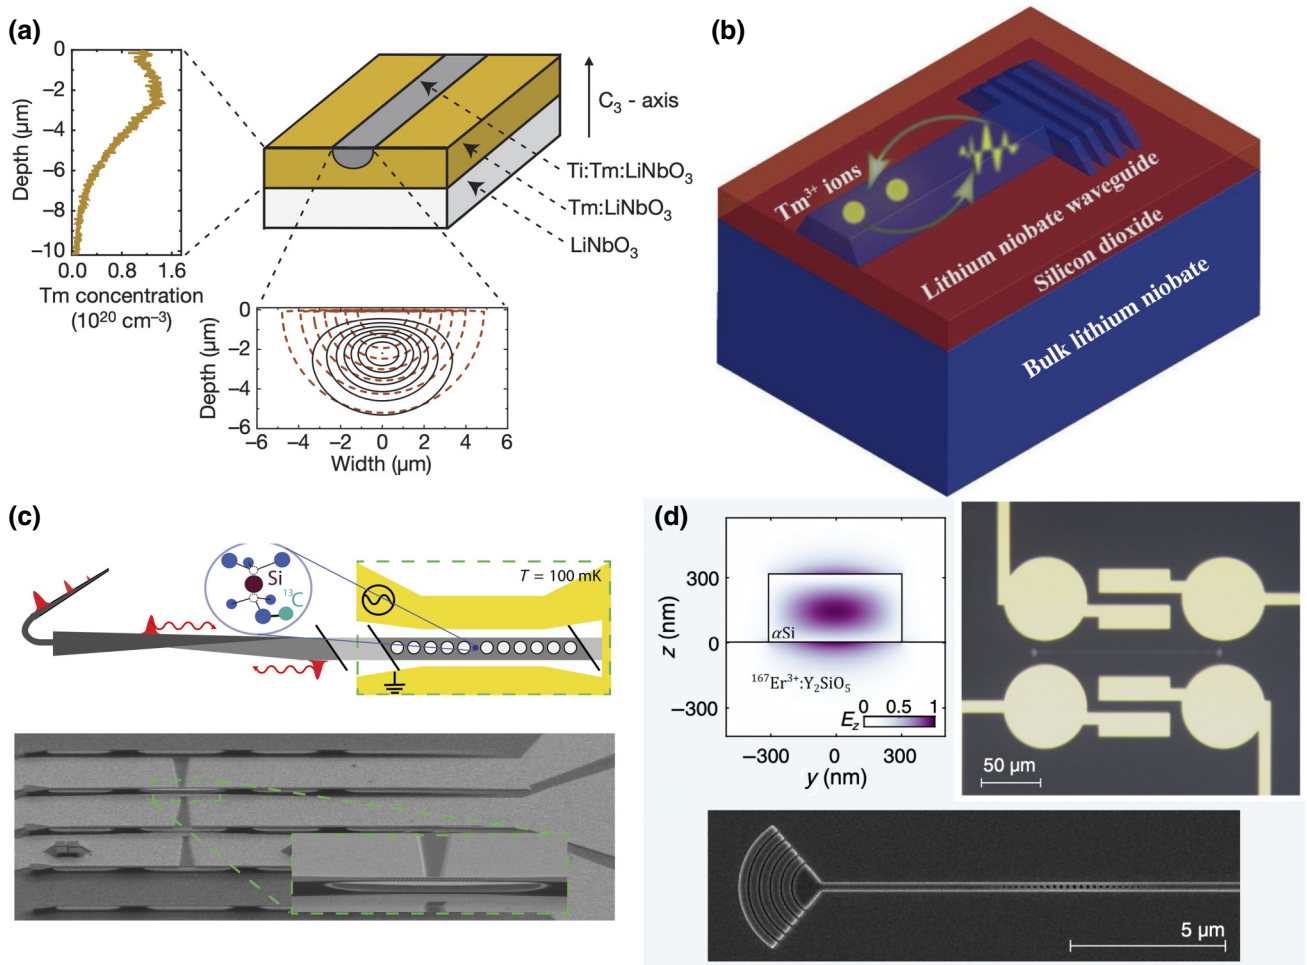 (a)
0
−2
−4
−6
−8
−10
Depth (μm)
0.0 0.8 1.6
Tm concentration
(10²⁰ cm⁻³)
C₃ - axis
Ti:Tm:LiNbO₃
Tm:LiNbO₃
LiNbO₃
0
−2
−4
−6
Depth (μm)
−6 −4 −2 0 2 4 6
Width (μm)
(b)
Tm³⁺ ions
Lithium niobate waveguide
Silicon dioxide
Bulk lithium niobate
(c)
Si
¹³C
T = 100 mK
(d)
300
0
−300
z (nm)
αSi
¹⁶⁷Er³⁺:Y₂SiO₅
0 0.5 1
E_z
−300 0 300
y (nm)
50 μm
5 μm